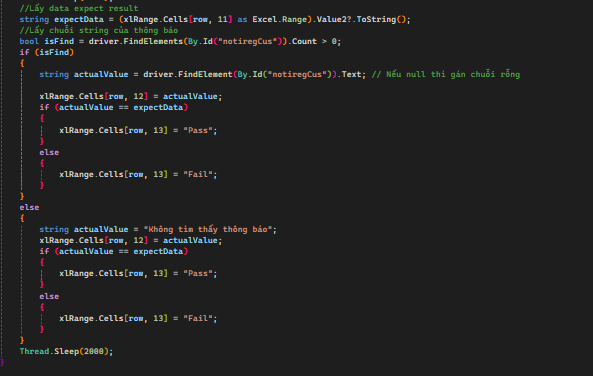 //Lấy data expect result
string expectData = (xlRange.Cells[row, 11] as Excel.Range).Value2?.ToString();
//Lấy chuỗi string của thông báo
bool isFind = driver.FindElements(By.Id("notiregCus")).Count > 0;
if (isFind)
{
string actualValue = driver.FindElement(By.Id("notiregCus")).Text; // Nếu null thì gán chuỗi rỗng
xlRange.Cells[row, 12] = actualValue;
if (actualValue == expectData)
{
xlRange.Cells[row, 13] = "Pass";
}
else
{
xlRange.Cells[row, 13] = "Fail";
}
}
else
{
string actualValue = "Không tìm thấy thông báo";
xlRange.Cells[row, 12] = actualValue;
if (actualValue == expectData)
{
xlRange.Cells[row, 13] = "Pass";
}
else
{
xlRange.Cells[row, 13] = "Fail";
}
}
Thread.Sleep(2000);
}